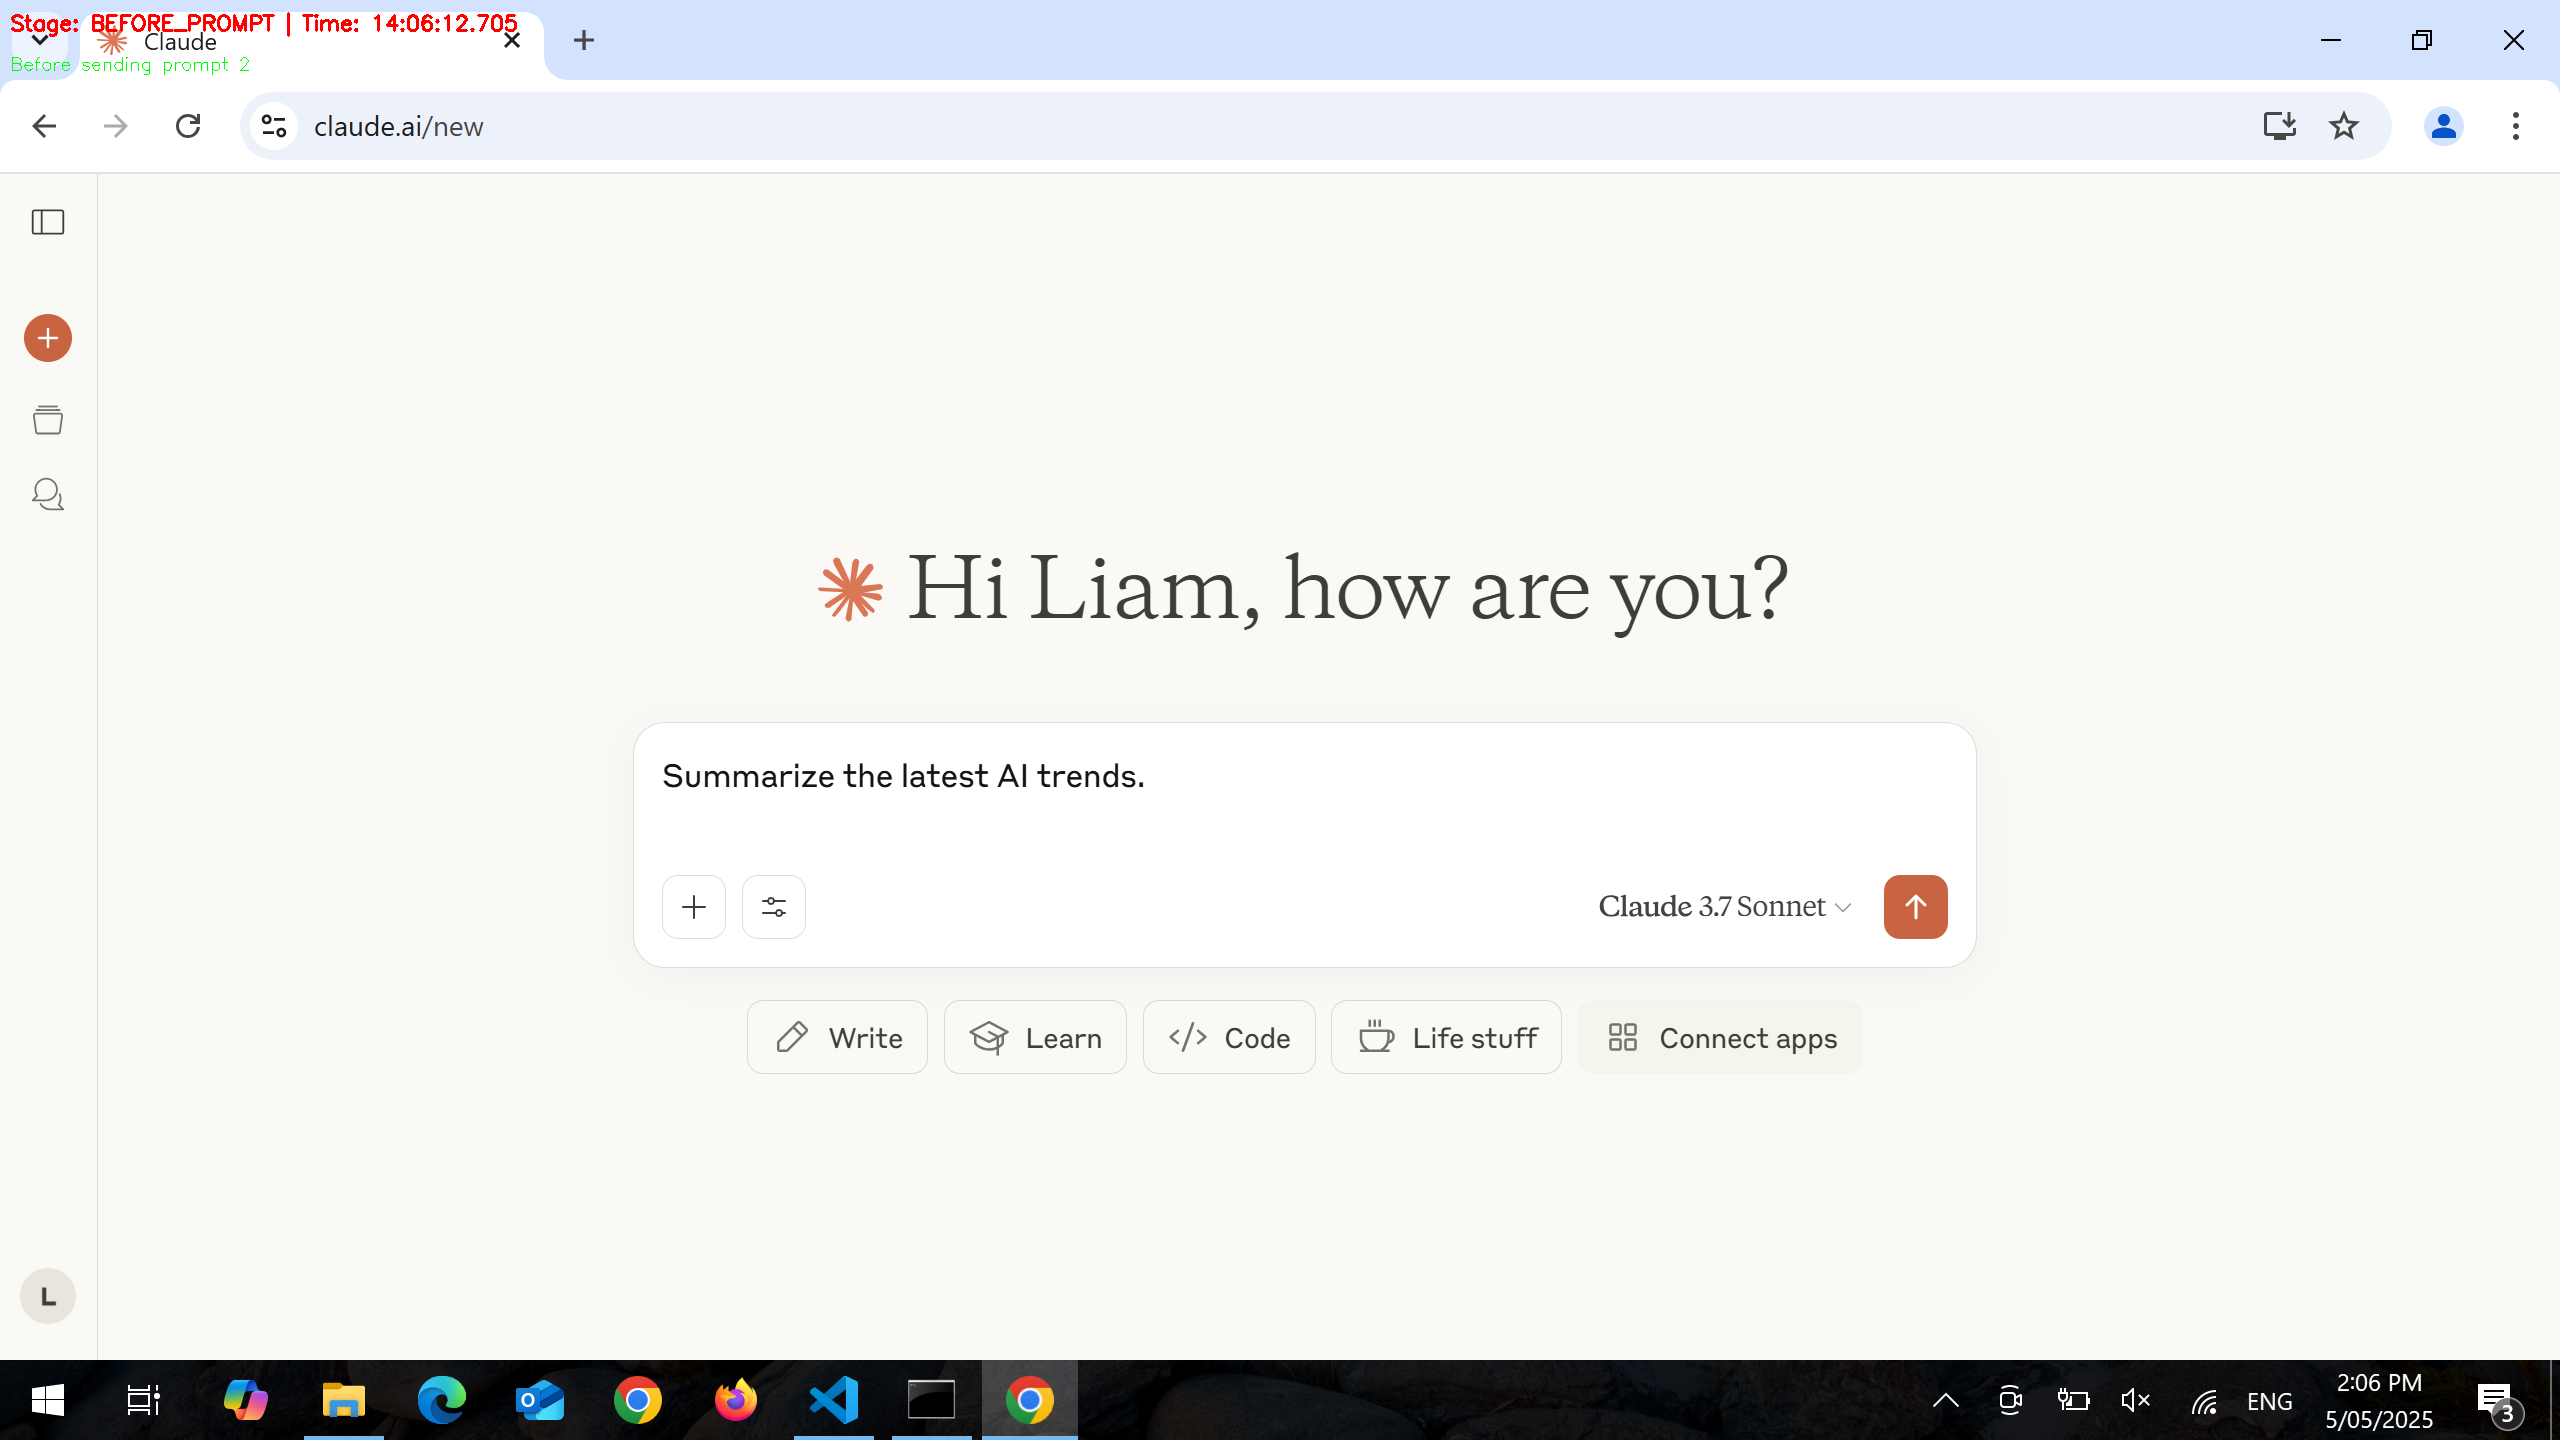 Stage: BEFORE_PROMPT | Time: 14:06:12.705
Claude
Before sending prompt 2
claude.ai/new
Hi Liam, how are you?
Summarize the latest AI trends.
Claude 3.7 Sonnet
Write
Learn
Code
Life stuff
Connect apps
L
ENG
2:06 PM
5/05/2025
3